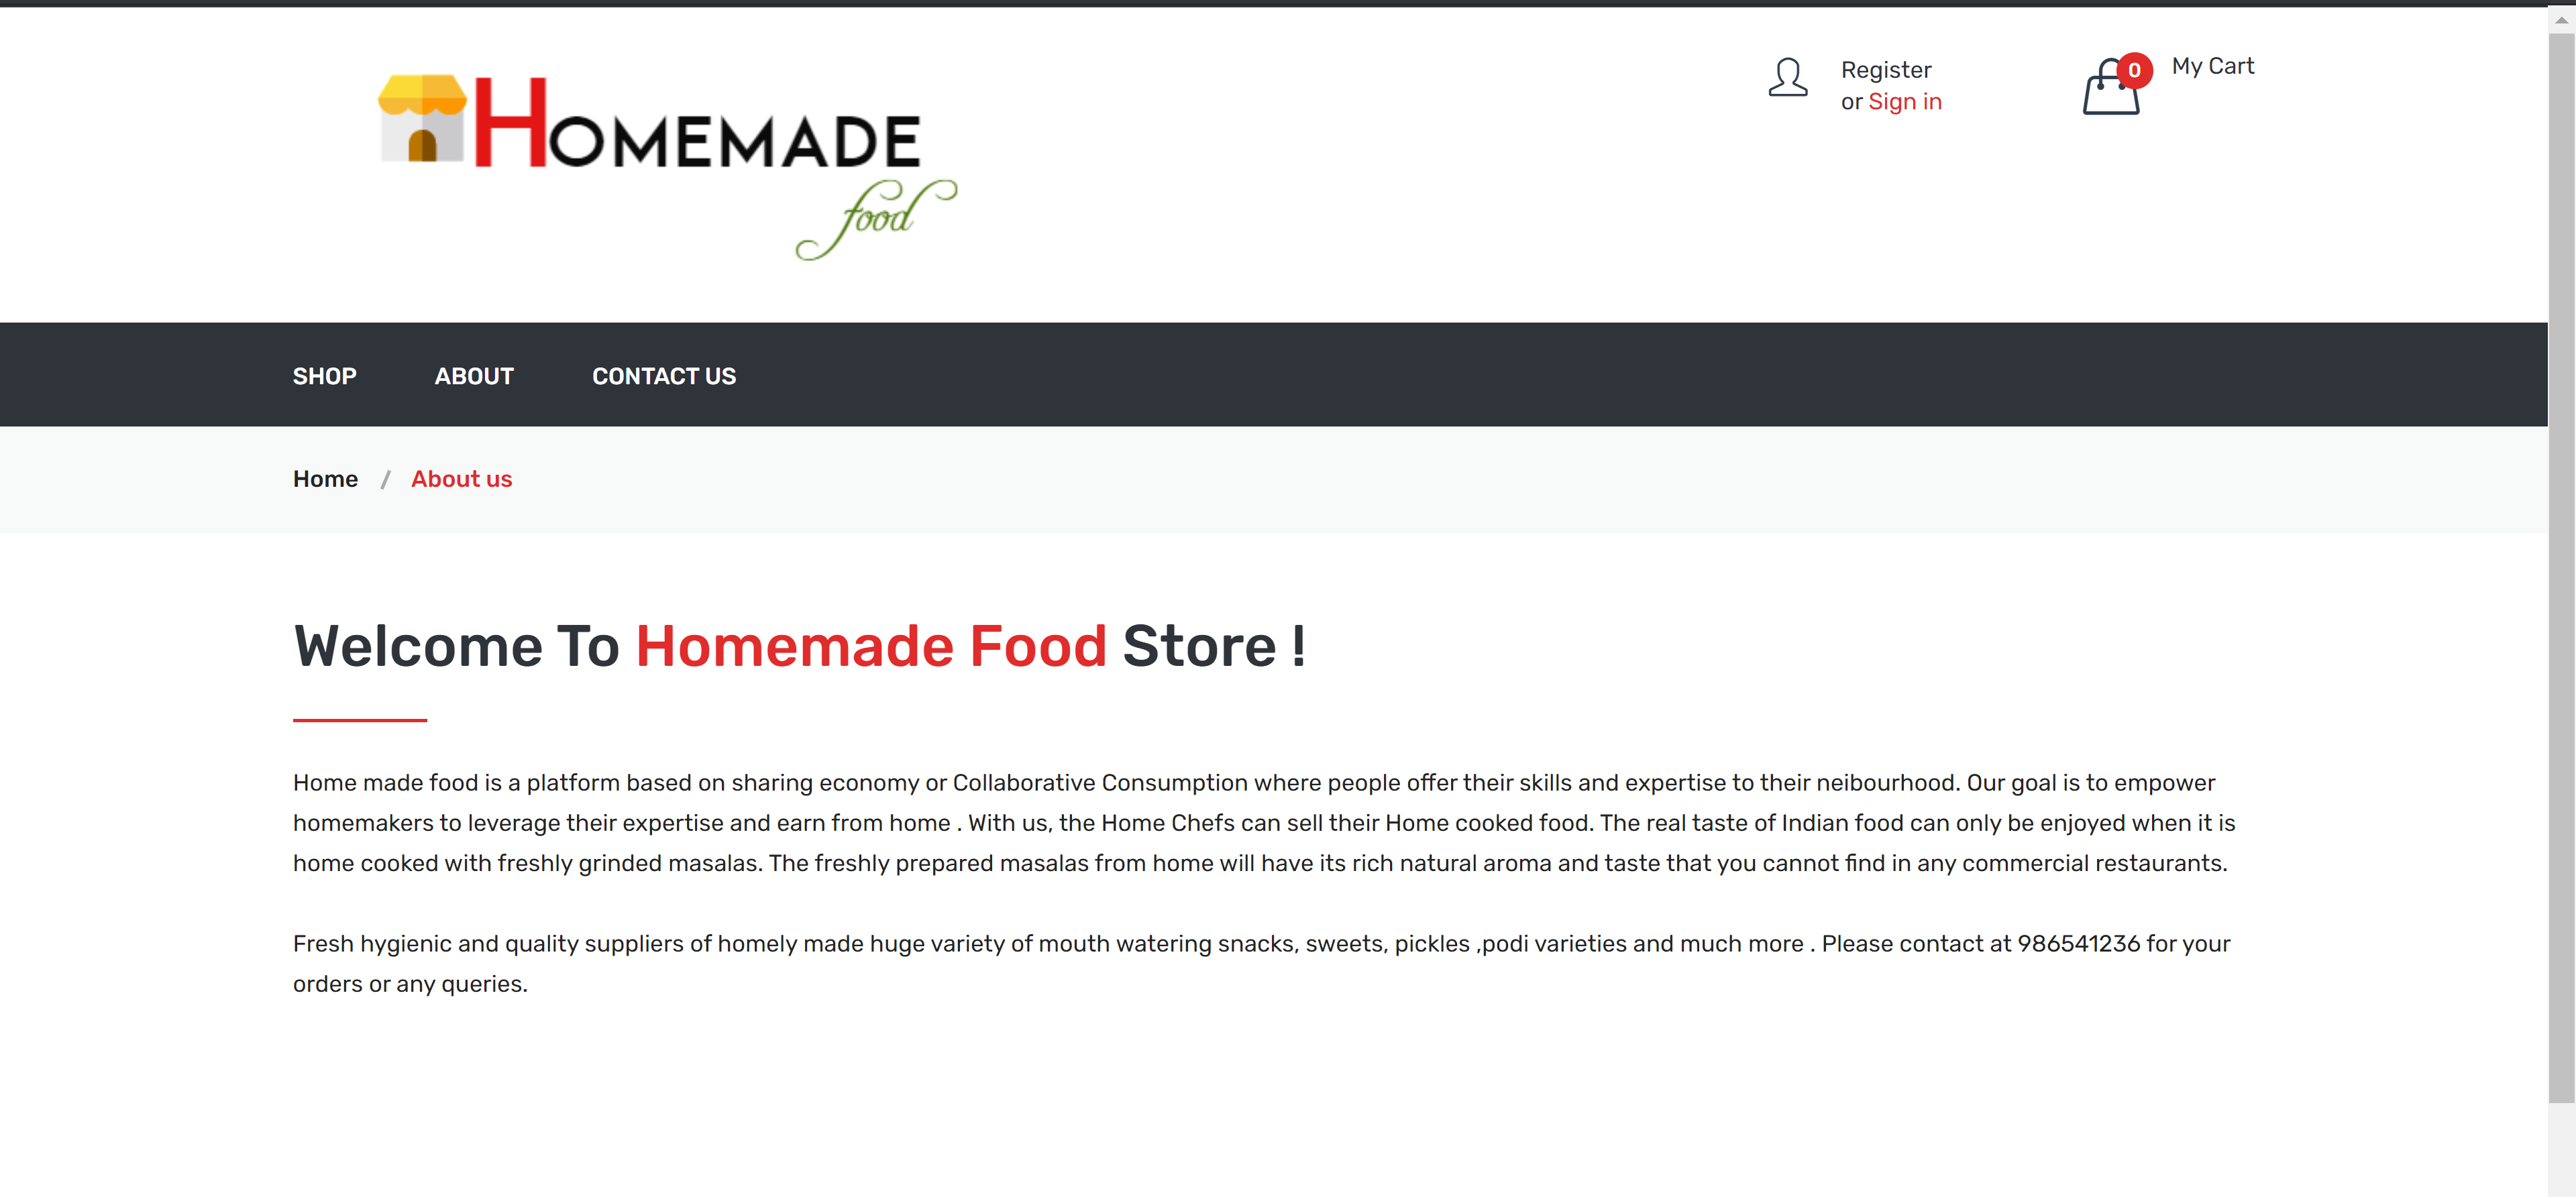 HOMEMADE
food
Register
or Sign in
0
My Cart
SHOP ABOUT CONTACT US
Home / About us
Welcome To Homemade Food Store !
Home made food is a platform based on sharing economy or Collaborative Consumption where people offer their skills and expertise to their neibourhood. Our goal is to empower
homemakers to leverage their expertise and earn from home . With us, the Home Chefs can sell their Home cooked food. The real taste of Indian food can only be enjoyed when it is
home cooked with freshly grinded masalas. The freshly prepared masalas from home will have its rich natural aroma and taste that you cannot find in any commercial restaurants.
Fresh hygienic and quality suppliers of homely made huge variety of mouth watering snacks, sweets, pickles ,podi varieties and much more . Please contact at 986541236 for your
orders or any queries.